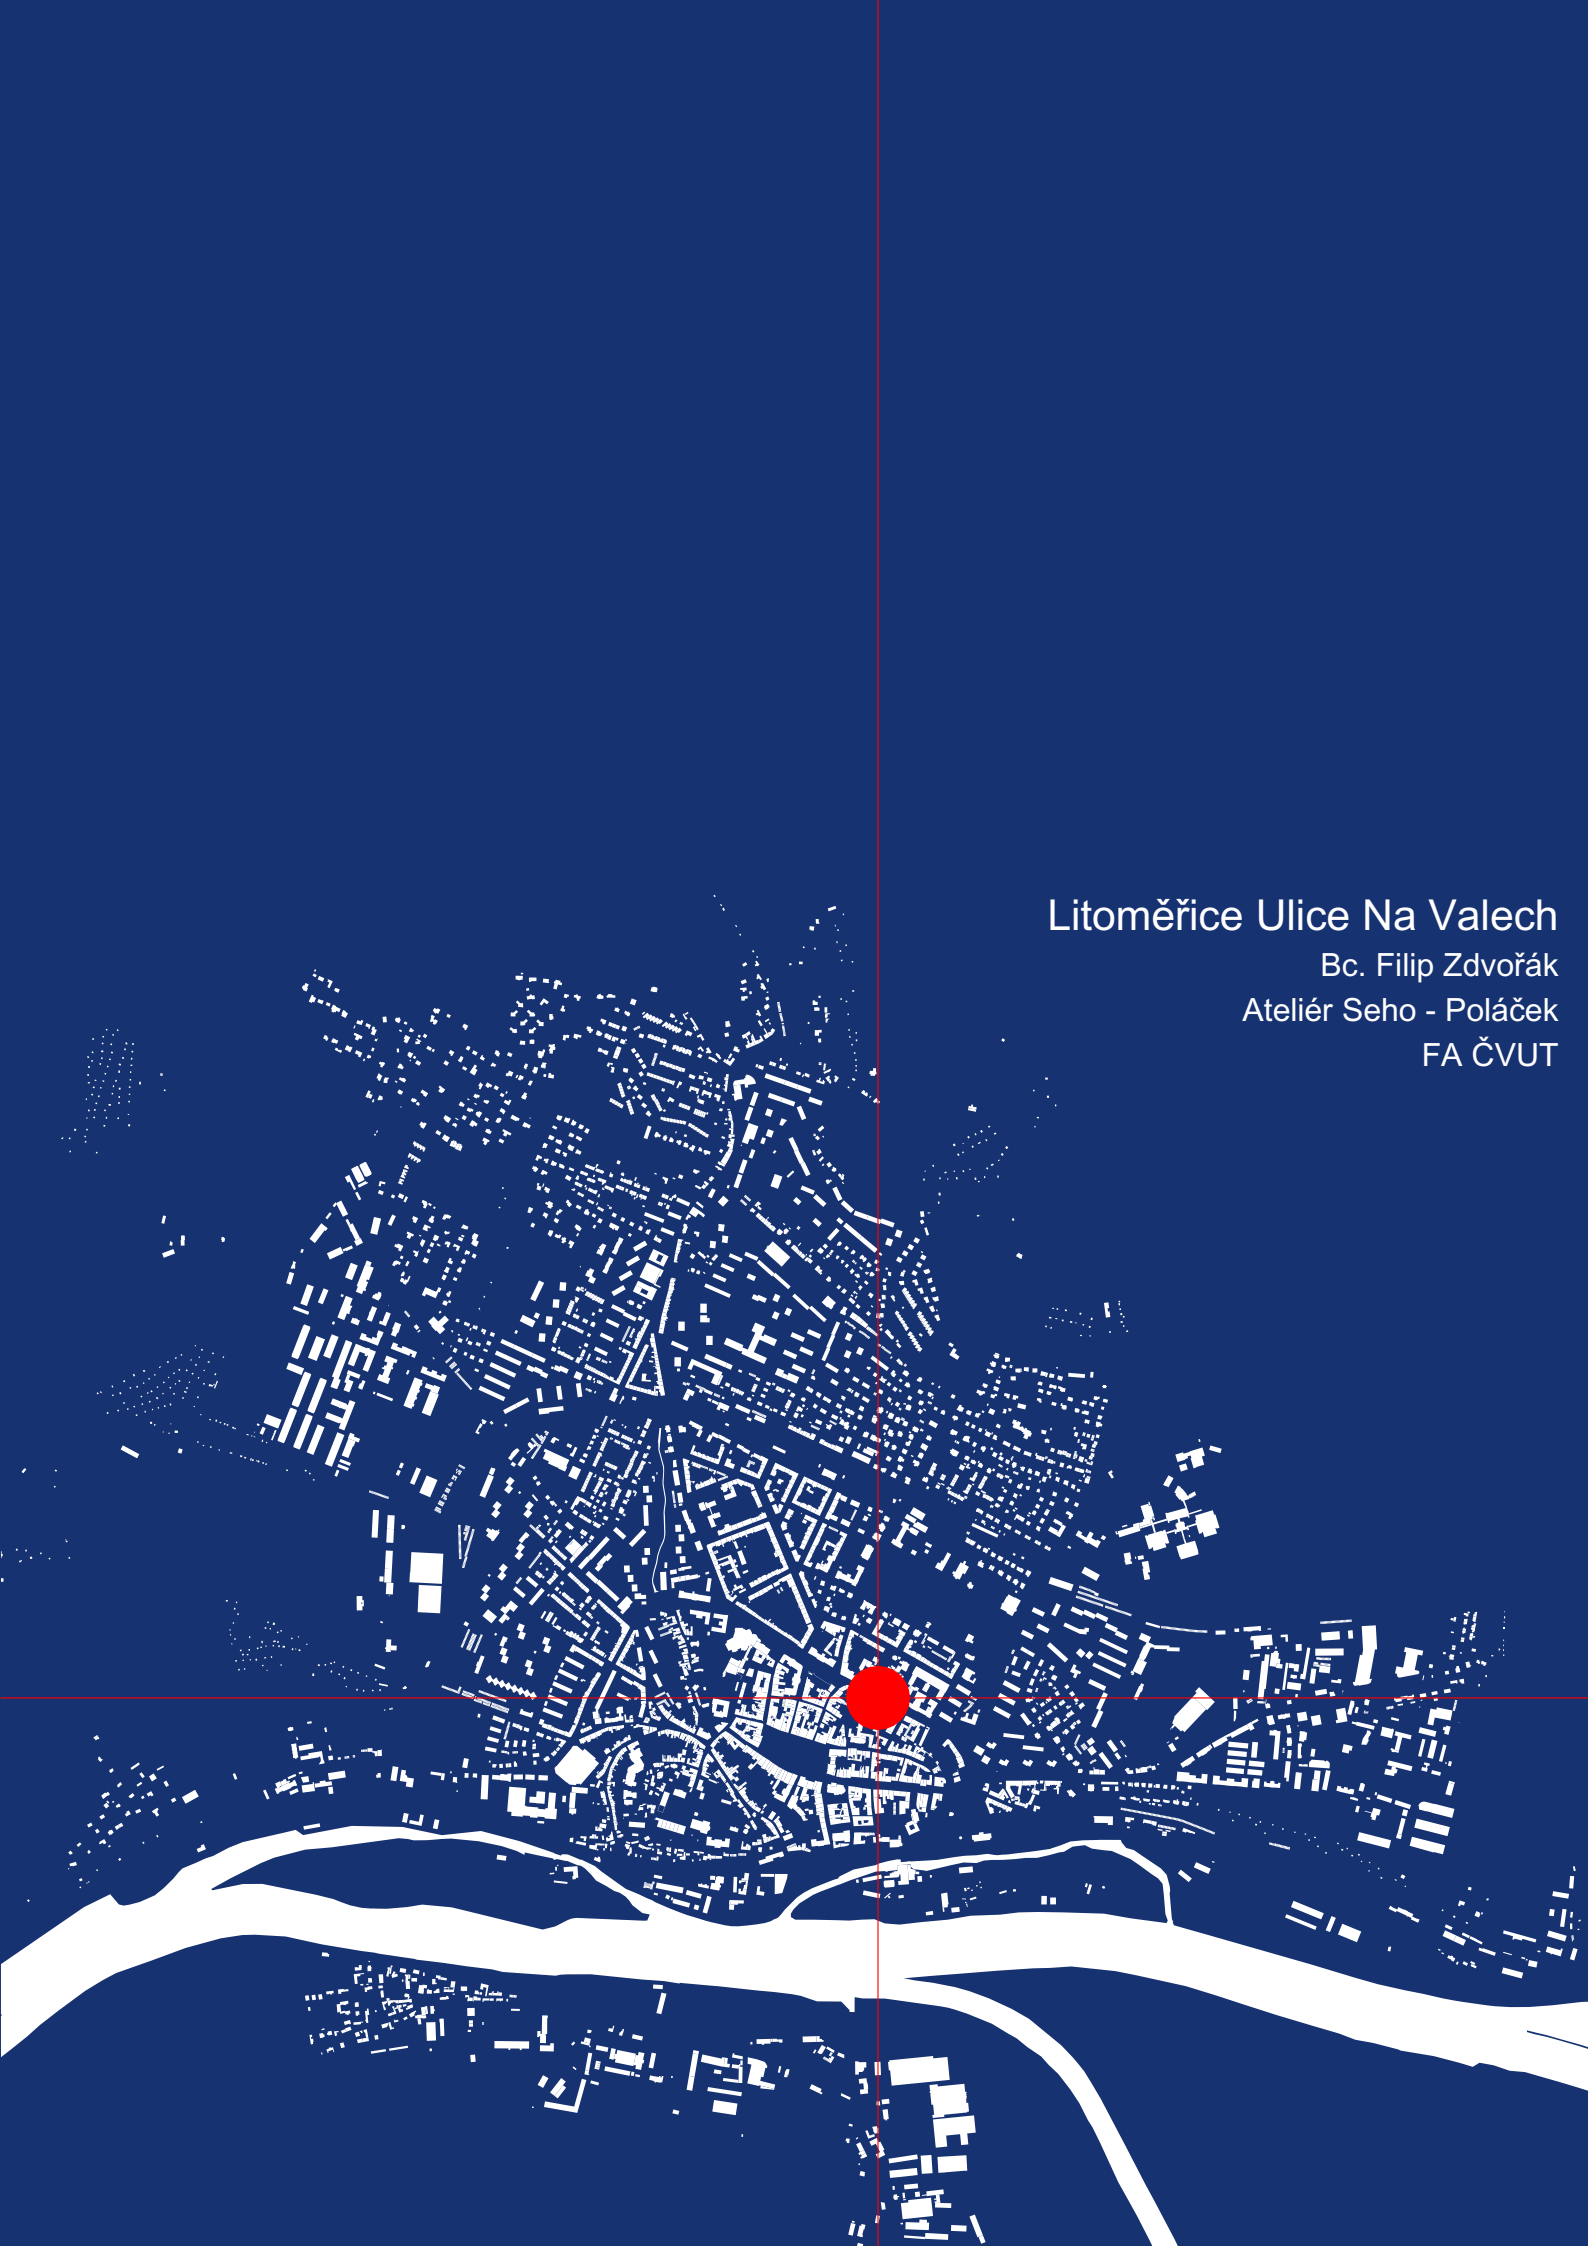 Litoměřice Ulice Na Valech
Bc. Filip Zdvořák
Ateliér Seho - Poláček
FA ČVUT